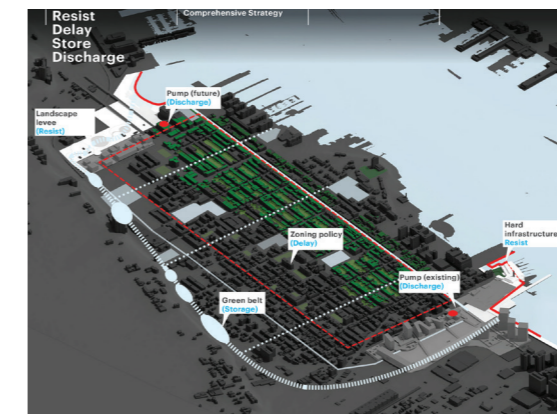 Resist
Delay
Store
Discharge
Comprehensive Strategy
Pump (future)
(Discharge)
Landscape
levee
(Resist)
Zoning policy
(Delay)
Hard
infrastructure
Resist
Pump (existing)
(Discharge)
Green belt
(Storage)